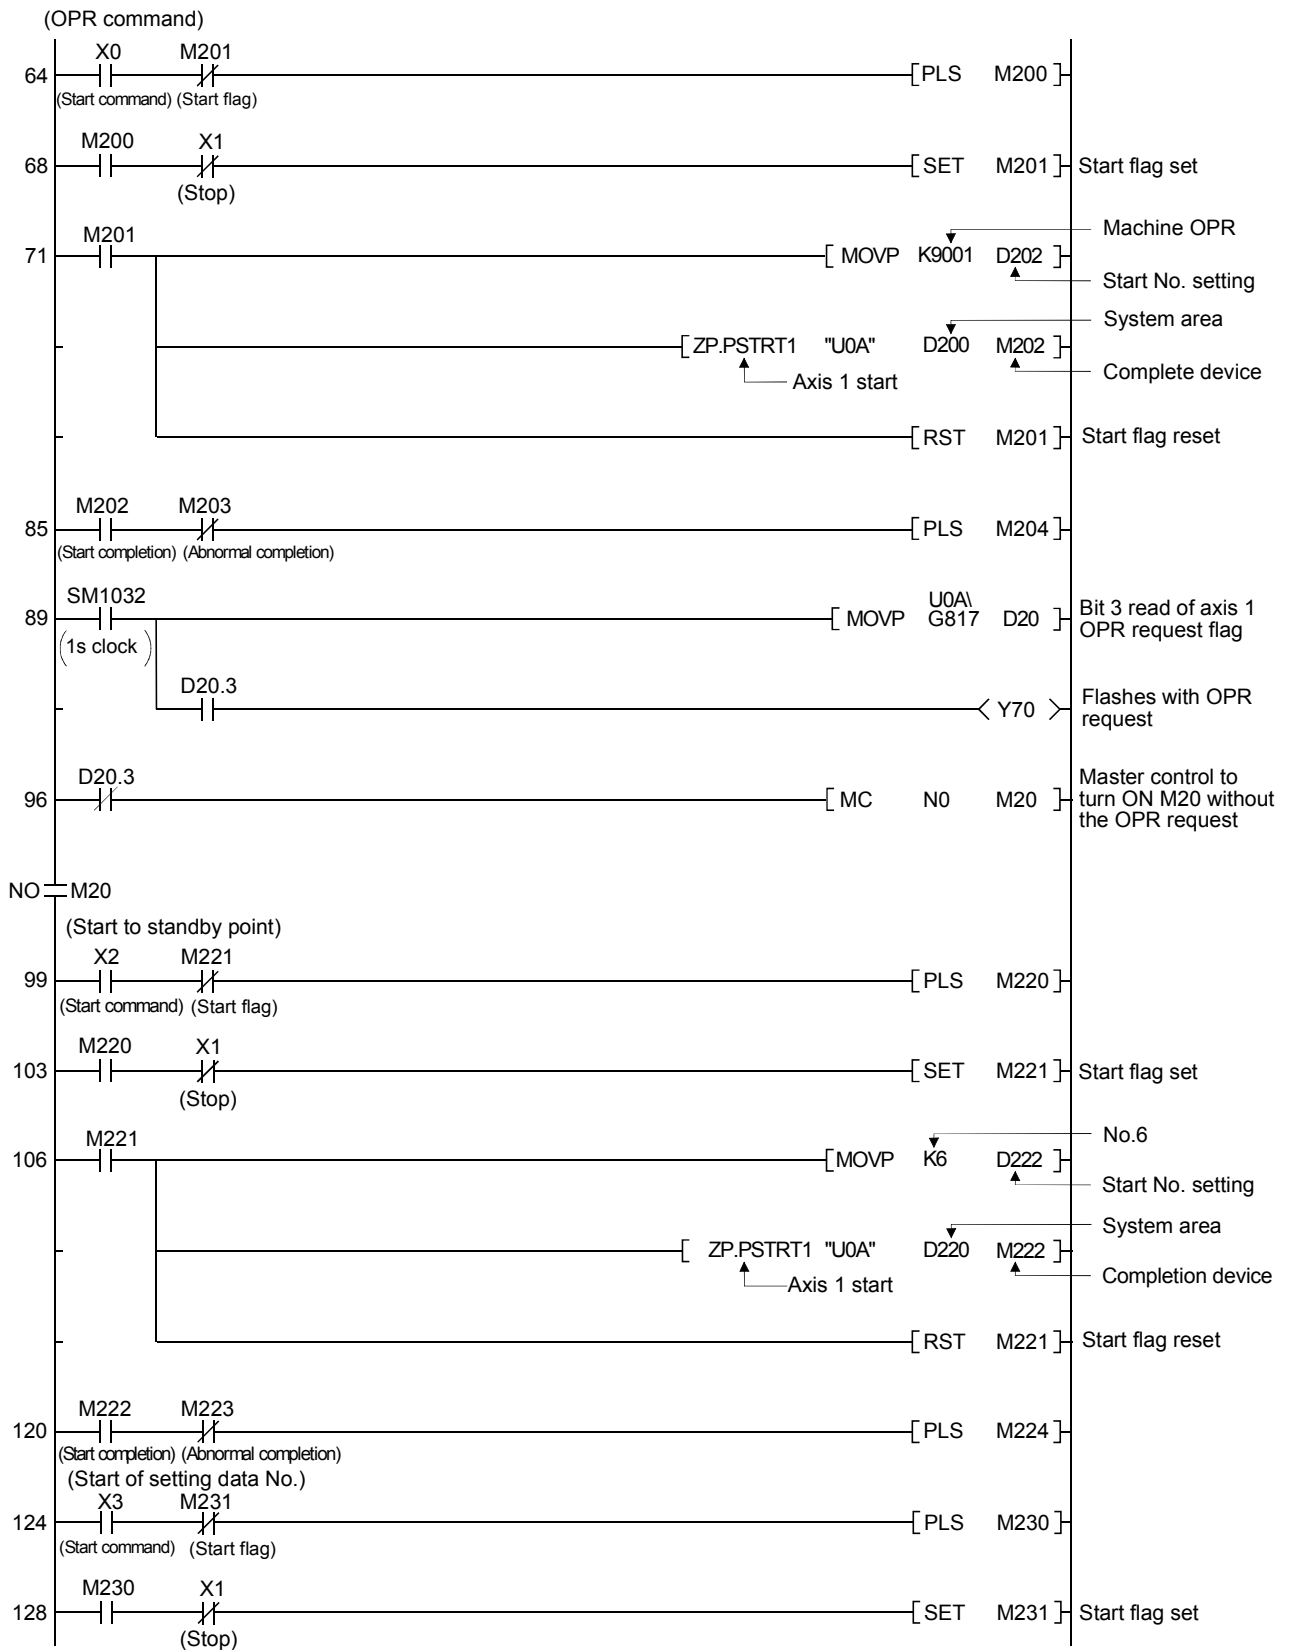 (OPR command)
X0 M201
64 [PLS M200]
(Start command) (Start flag)
M200 X1
68 [SET M201] Start flag set
(Stop)
M201
Machine OPR
71 [MOVP K9001 D202]
Start No. setting
System area
[ZP.PSTRT1 "U0A" D200 M202]
Axis 1 start
Complete device
[RST M201] Start flag reset
M202 M203
85 [PLS M204]
(Start completion) (Abnormal completion)
SM1032
89 [MOVP U0A\
G817 D20]
Bit 3 read of axis 1
OPR request flag
(1s clock)
D20.3
Y70
Flashes with OPR
request
D20.3
96 [MC N0 M20]
Master control to
turn ON M20 without
the OPR request
NO M20
(Start to standby point)
X2 M221
99 [PLS M220]
(Start command) (Start flag)
M220 X1
103 [SET M221] Start flag set
(Stop)
M221
No.6
106 [MOVP K6 D222]
Start No. setting
System area
[ZP.PSTRT1 "U0A" D220 M222]
Axis 1 start
Completion device
[RST M221] Start flag reset
M222 M223
120 [PLS M224]
(Start completion) (Abnormal completion)
(Start of setting data No.)
X3 M231
124 [PLS M230]
(Start command) (Start flag)
M230 X1
128 [SET M231] Start flag set
(Stop)